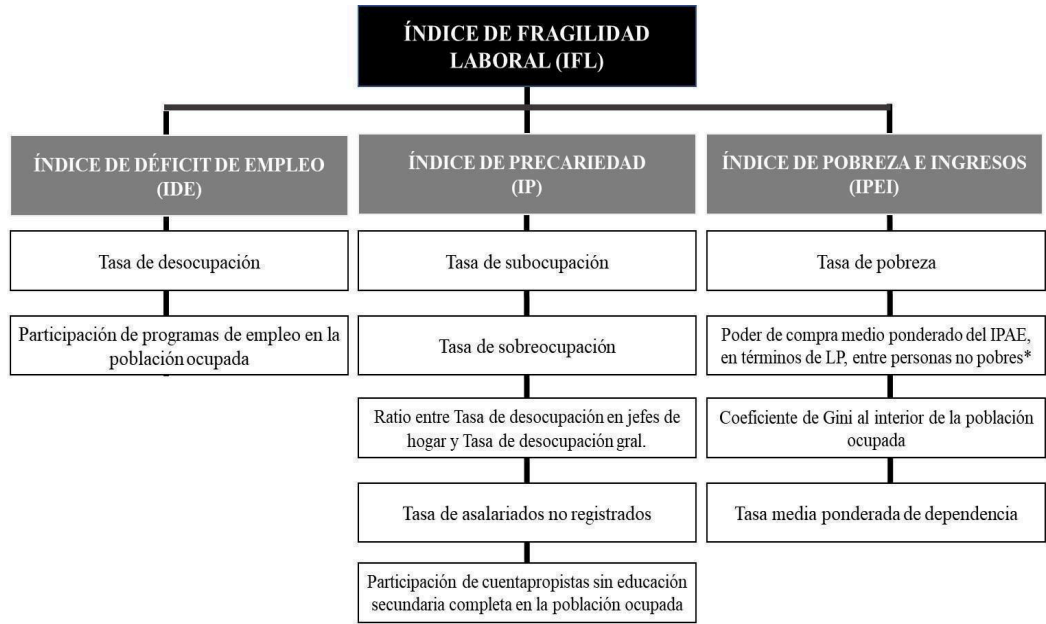 ÍNDICE DE FRAGILIDAD
LABORAL (IFL)
ÍNDICE DE DÉFICIT DE EMPLEO
(IDE)
Tasa de desocupación
Participación de programas de empleo en la
población ocupada
ÍNDICE DE PRECARIEDAD
(IP)
Tasa de subocupación
Tasa de sobreocupación
Ratio entre Tasa de desocupación en jefes de
hogar y Tasa de desocupación gral.
Tasa de asalariados no registrados
Participación de cuentapropistas sin educación
secundaria completa en la población ocupada
ÍNDICE DE POBREZA E INGRESOS
(IPEI)
Tasa de pobreza
Poder de compra medio ponderado del IPAE,
en términos de LP, entre personas no pobres*
Coeficiente de Gini al interior de la población
ocupada
Tasa media ponderada de dependencia